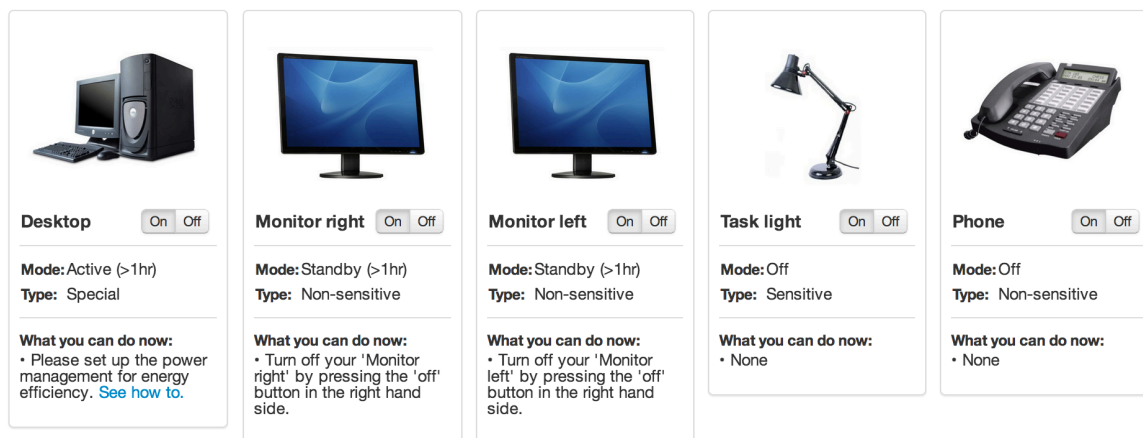 Desktop On Off
Mode: Active (>1hr)
Type: Special
What you can do now:
• Please set up the power
management for energy
efficiency. See how to.
Monitor right On Off
Mode: Standby (>1hr)
Type: Non-sensitive
What you can do now:
• Turn off your 'Monitor
right' by pressing the 'off'
button in the right hand
side.
Monitor left On Off
Mode: Standby (>1hr)
Type: Non-sensitive
What you can do now:
• Turn off your 'Monitor
left' by pressing the 'off'
button in the right hand
side.
Task light On Off
Mode: Off
Type: Sensitive
What you can do now:
• None
Phone On Off
Mode: Off
Type: Non-sensitive
What you can do now:
• None